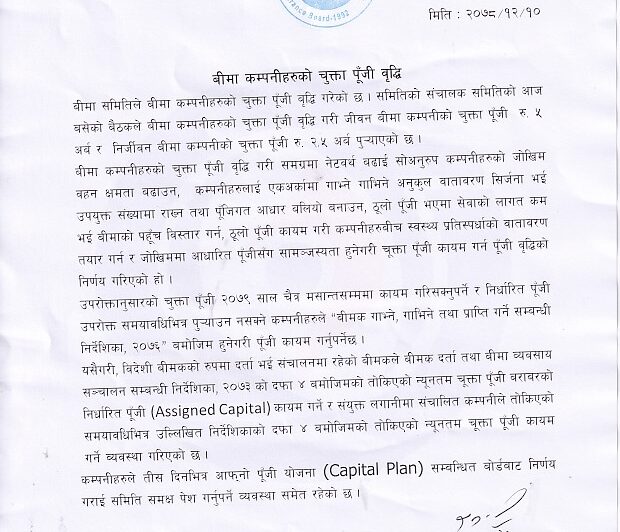 ance Board-1992
मिति : २०७८/१२/१०
बीमा कम्पनीहरुको चुक्ता पूँजी वृद्धि
बीमा समितिले बीमा कम्पनीहरुको चुक्ता पूँजी वृद्धि गरेको छ । समितिको संचालक समितिको आज
बसेको बैठकले बीमा कम्पनीहरुको चुक्ता पूँजी वृद्धि गरी जीवन बीमा कम्पनीको चुक्ता पूँजी रु. ५
अर्व र निर्जीवन बीमा कम्पनीको चुक्ता पूँजी रु. २.५ अर्व पुर्‍याएको छ ।
बीमा कम्पनीहरुको चुक्ता पूँजी वृद्धि गरी समग्रमा नेटवर्थ बढाई सोअनुरुप कम्पनीहरुको जोखिम
बहन क्षमता बढाउन, कम्पनीहरुलाई एकअर्कामा गाभ्ने गाभिने अनुकूल वातावरण सिर्जना भई
उपयुक्त संख्यामा राख्न तथा पूँजिगत आधार बलियो बनाउन, ठूलो पूँजी भएमा सेवाको लागत कम
भई बीमाको पहुँच विस्तार गर्न, ठूलो पूँजी कायम गरी कम्पनीहरुवीच स्वस्थ्य प्रतिस्पर्धाको वातावरण
तयार गर्न र जोखिममा आधारित पूँजीसंग सामञ्जस्यता हुनेगरी चूक्ता पूँजी कायम गर्न पूँजी वृद्धिको
निर्णय गरिएको हो ।
उपरोक्तानुसारको चुक्ता पूँजी २०७९ साल चैत्र मसान्तसम्ममा कायम गरिसक्नुपर्ने र निर्धारित पूँजी
उपरोक्त समयावधिभित्र पुर्‍याउन नसक्ने कम्पनीहरुले "बीमक गाभ्ने, गाभिने तथा प्राप्ति गर्ने सम्बन्धी
निर्देशिका, २०७६" बमोजिम हुनेगरी पूँजी कायम गर्नुपर्नेछ ।
यसैगरी, विदेशी बीमकको रुपमा दर्ता भई संचालनमा रहेको बीमकले बीमक दर्ता तथा बीमा व्यवसाय
सञ्चालन सम्बन्धी निर्देशिका, २०७३ को दफा ४ बमोजिमको तोकिएको न्यूनतम चूक्ता पूँजी वरावरको
निर्धारित पूँजी (Assigned Capital) कायम गर्ने र संयुक्त लगानीमा संचालित कम्पनीले तोकिएको
समयावधिभित्र उल्लिखित निर्देशिकाको दफा ४ बमोजिमको तोकिएको न्यूनतम चूक्ता पूँजी कायम
गर्ने व्यवस्था गरिएको छ ।
कम्पनीहरुले तीस दिनभित्र आफ्नो पूँजी योजना (Capital Plan) सम्बन्धित वोर्डबाट निर्णय
गराई समिति समक्ष पेश गर्नुपर्ने व्यवस्था समेत रहेको छ ।